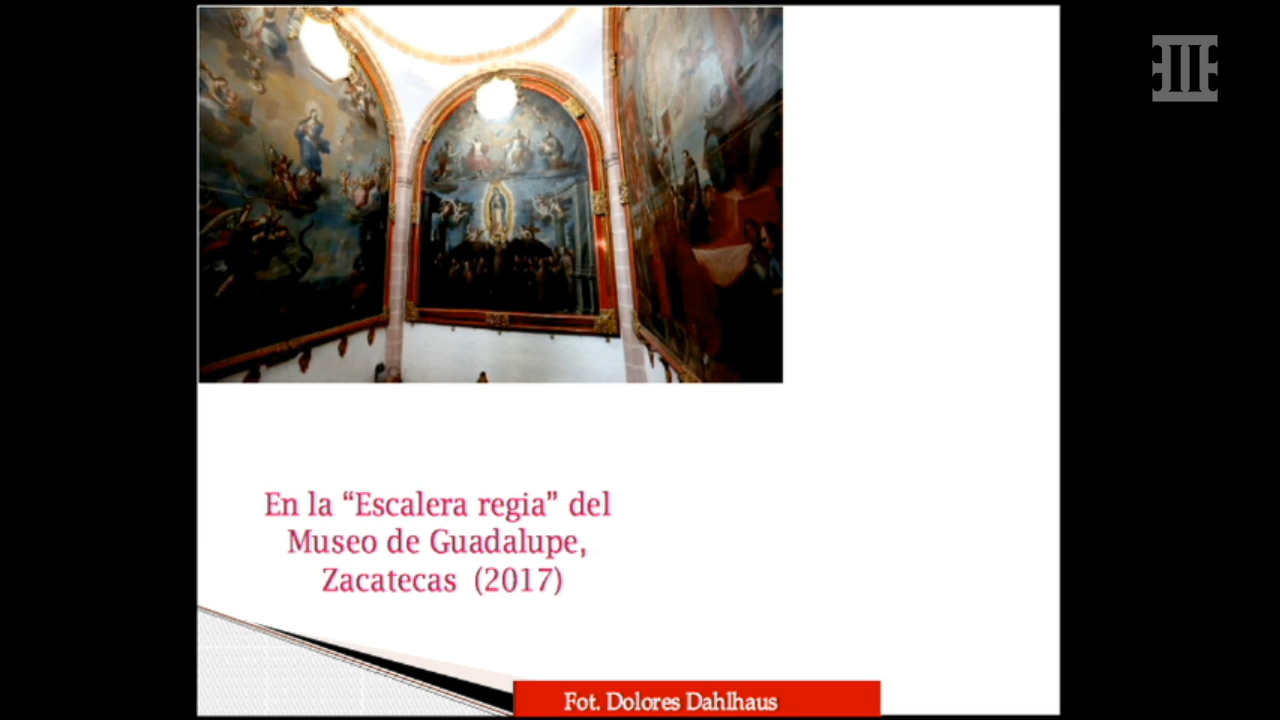 En la “Escalera regia” del
Museo de Guadalupe,
Zacatecas (2017)
Fot. Dolores Dahlhaus